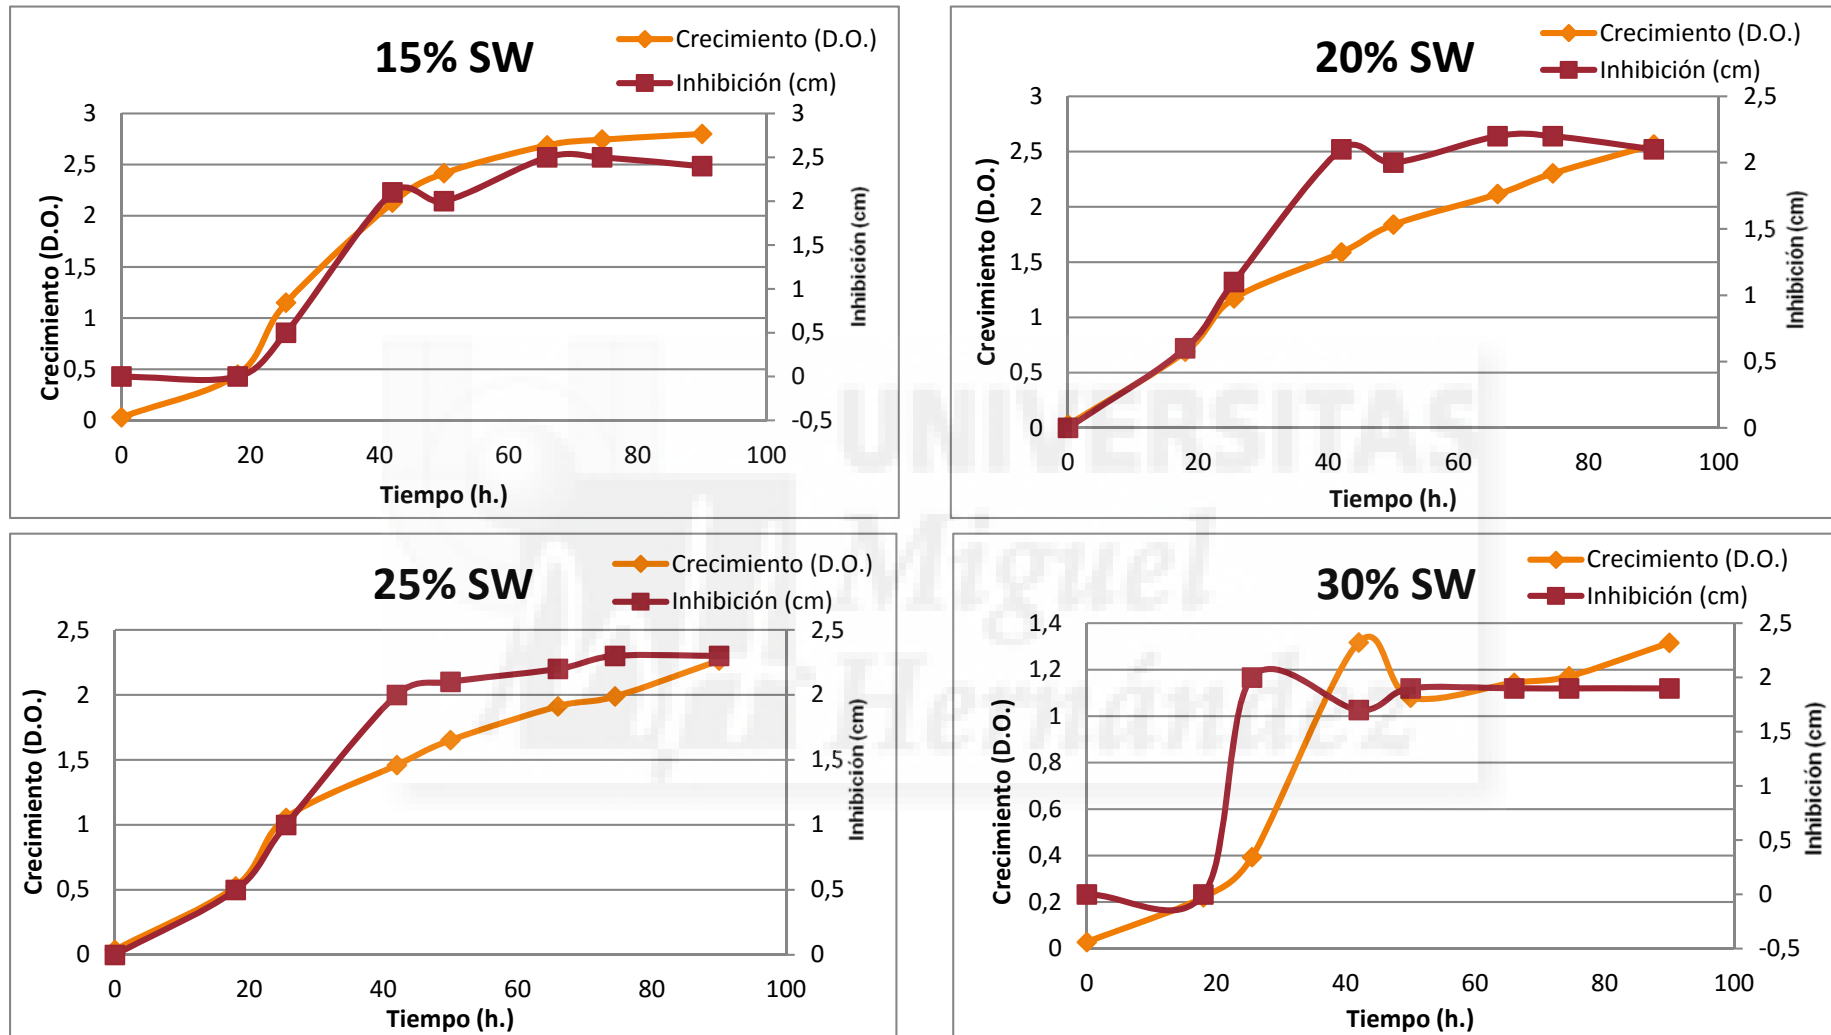 15% SW
Crecimiento (D.O.)
Inhibición (cm)
3
2,5
2
1,5
1
0,5
0
3
2,5
2
1,5
1
0,5
0
-0,5
0 20 40 60 80 100
Crecimiento (D.O.)
Inhibición (cm)
Tiempo (h.)
20% SW
Crecimiento (D.O.)
Inhibición (cm)
3
2,5
2
1,5
1
0,5
0
2,5
2
1,5
1
0,5
0
0 20 40 60 80 100
Crevimiento (D.O.)
Inhibición (cm)
Tiempo (h.)
25% SW
Crecimiento (D.O.)
Inhibición (cm)
2,5
2
1,5
1
0,5
0
2,5
2
1,5
1
0,5
0
0 20 40 60 80 100
Crecimiento (D.O.)
Inhibición (cm)
Tiempo (h.)
30% SW
Crecimiento (D.O.)
Inhibición (cm)
1,4
1,2
1
0,8
0,6
0,4
0,2
0
2,5
2
1,5
1
0,5
0
-0,5
0 20 40 60 80 100
Crecimiento (D.O.)
Inhibición (cm)
Tiempo (h.)
UNIVERSITAS
Miguel
Hernández